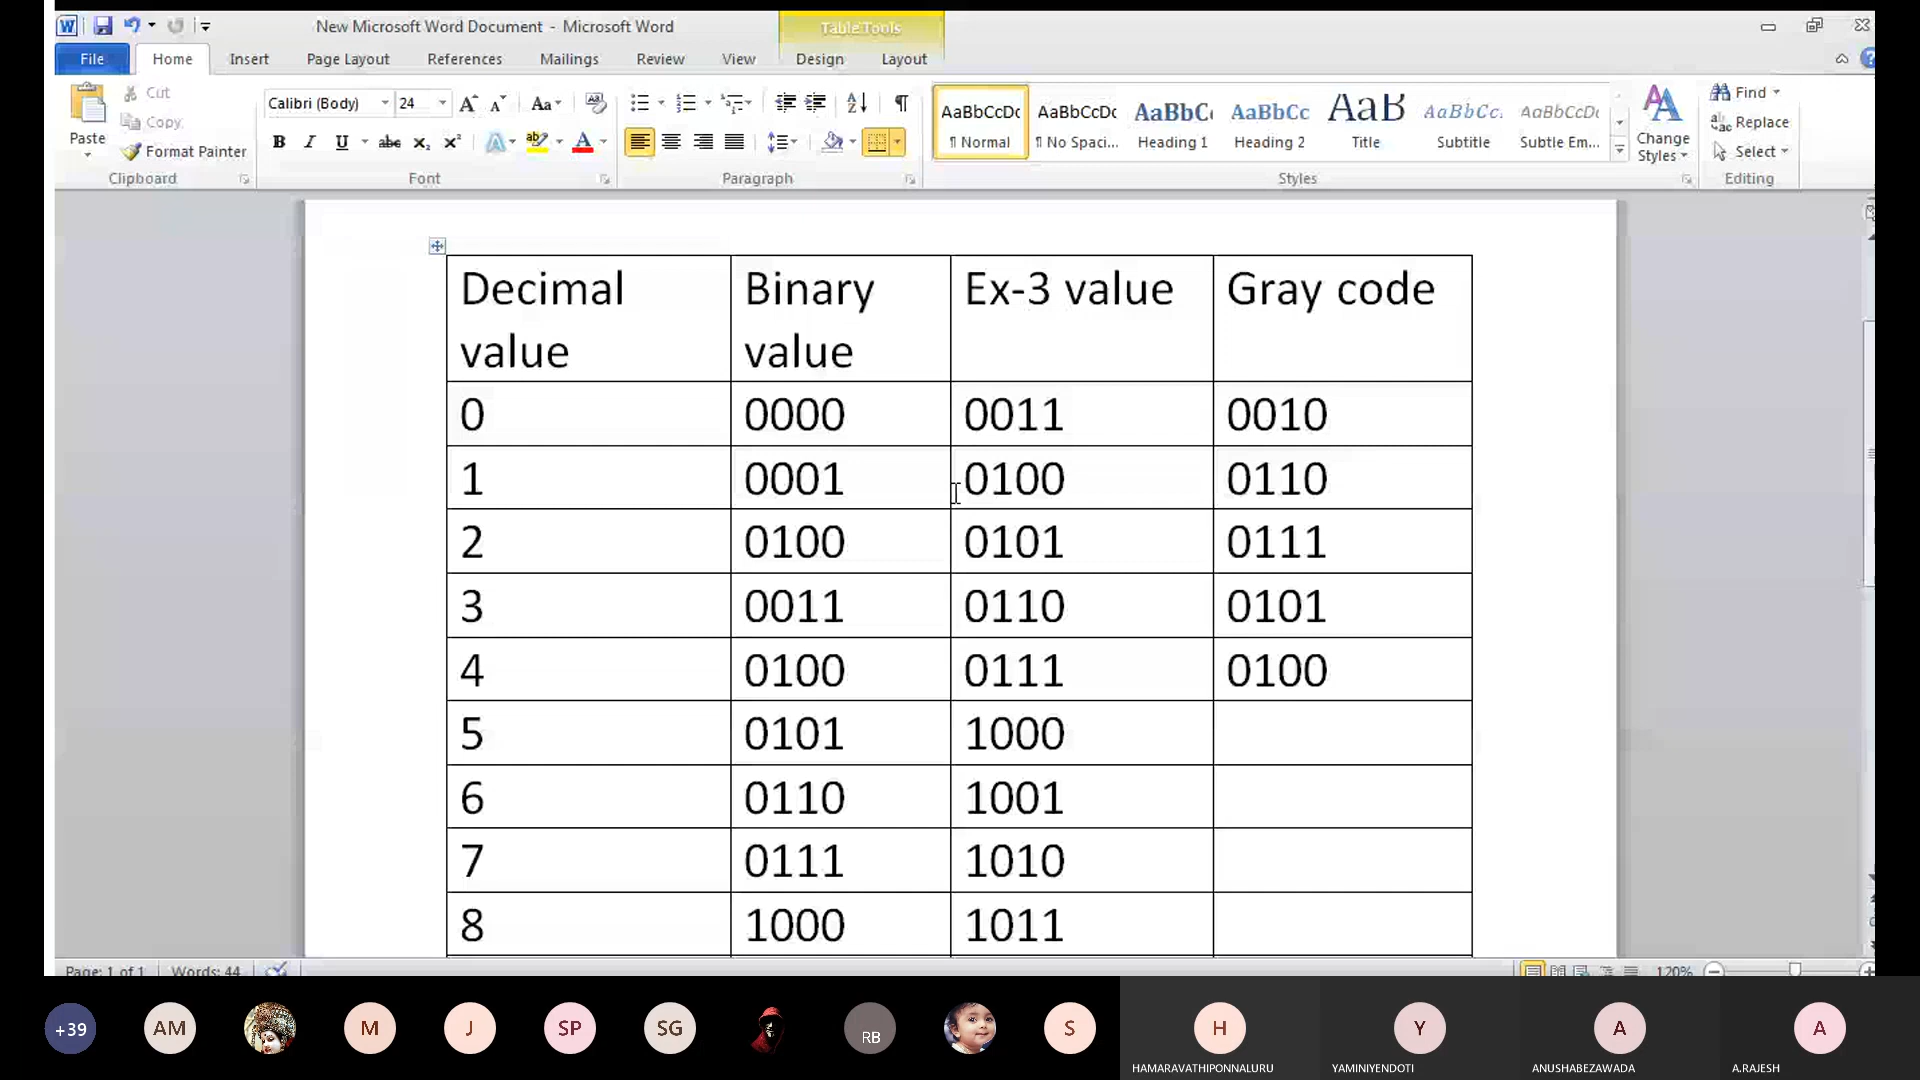 New Microsoft Word Document - Microsoft Word
Table Tools
File Home Insert Page Layout References Mailings Review View Design Layout
Paste
Cut
Copy
Format Painter
Clipboard
Calibri (Body) 24
Font
Paragraph
AaBbCcDc AaBbCcDc AaBbC AaBbCc AaB AaBbCc. AaBbCcDc
¶ Normal ¶ No Spaci... Heading 1 Heading 2 Title Subtitle Subtle Em...
Change
Styles
Styles
Find
Replace
Select
Editing
Decimal value Binary value Ex-3 value Gray code
0 0000 0011 0010
1 0001 0100 0110
2 0100 0101 0111
3 0011 0110 0101
4 0100 0111 0100
5 0101 1000
6 0110 1001
7 0111 1010
8 1000 1011
Page: 1 of 1 Words: 44 120%
+39 AM M J SP SG RB S H Y A A
HAMARAVATHIPONNALURU YAMINIYENDOTI ANUSHABEZAWADA A.RAJESH